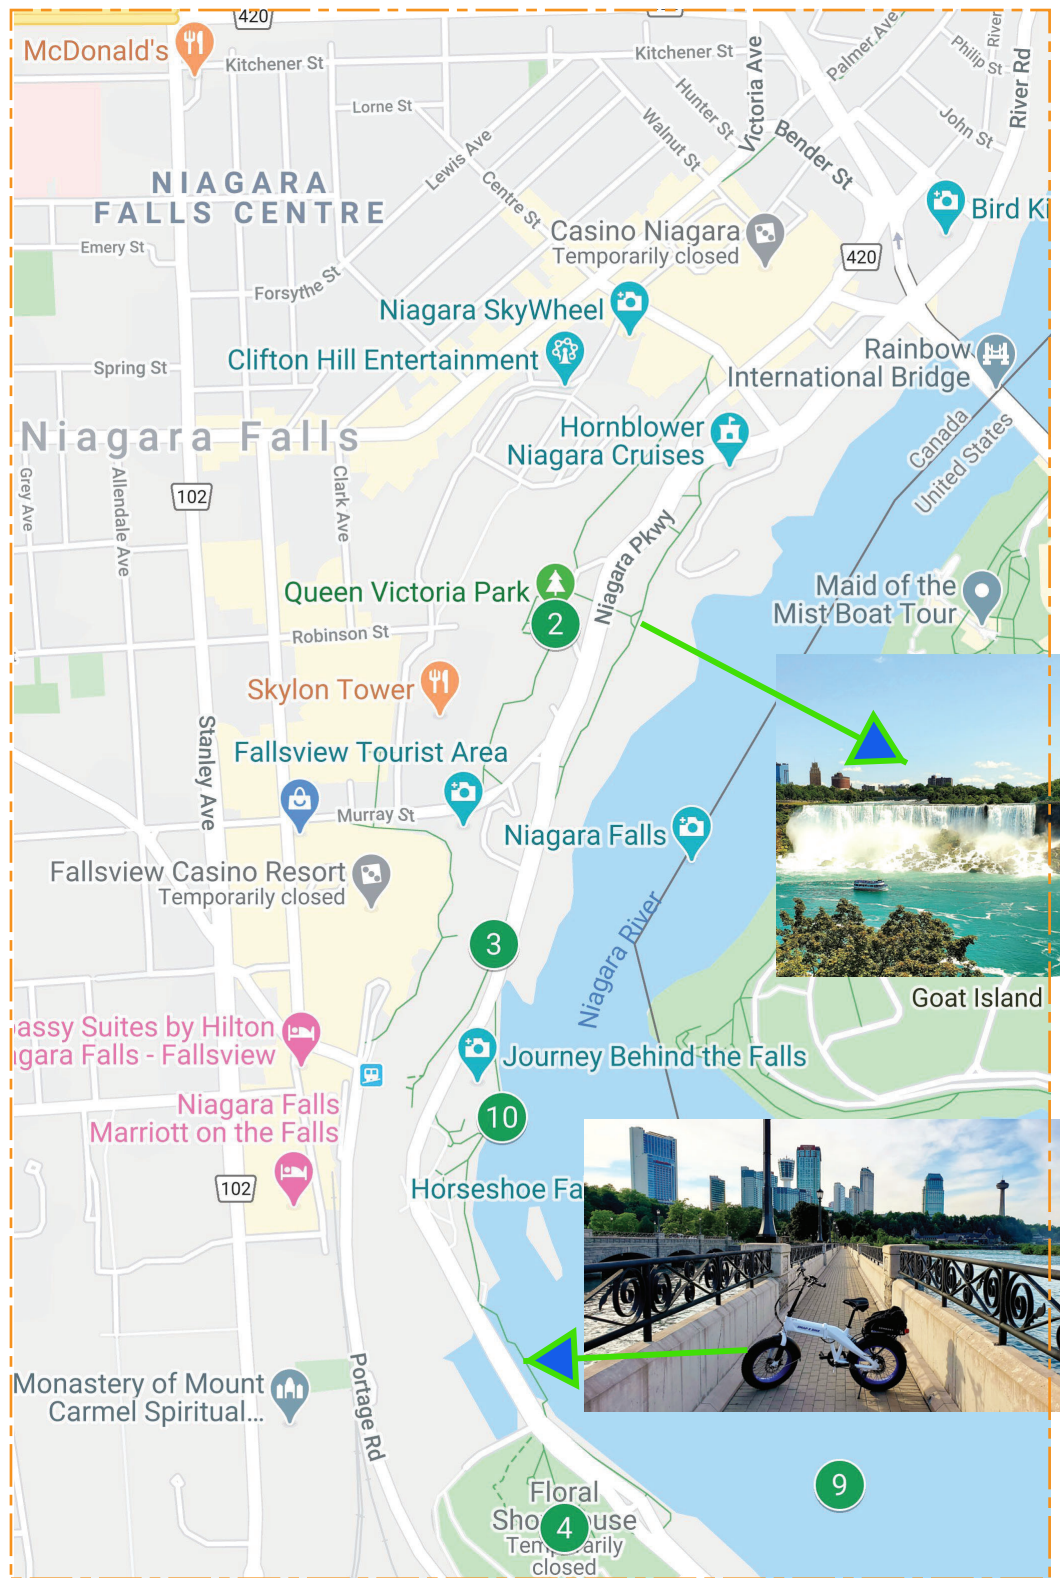 420
McDonald's
Kitchener St
Kitchener St
Palmer Ave
Philip St
River
River Rd
Lorne St
Hunter St
Victoria Ave
John St
Walnut St
Bender St
Lewis Ave
NIAGARA
FALLS CENTRE
Centre St
Bird Ki
Casino Niagara
Temporarily closed
Emery St
420
Forsythe St
Niagara SkyWheel
Clifton Hill Entertainment
Rainbow
International Bridge
Spring St
Niagara Falls
Hornblower
Niagara Cruises
Canada
United States
Grey Ave
Allendale Ave
102
Clark Ave
Niagara Pkwy
Queen Victoria Park
2
Maid of the
Mist Boat Tour
Robinson St
Skylon Tower
Stanley Ave
Fallsview Tourist Area
Murray St
Niagara Falls
Fallsview Casino Resort
Temporarily closed
3
Niagara River
Goat Island
bassy Suites by Hilton
agara Falls - Fallsview
Journey Behind the Falls
Niagara Falls
Marriott on the Falls
10
102
Horseshoe Fa
Monastery of Mount
Carmel Spiritual...
Portage Rd
9
Floral
4
Temporarily
closed